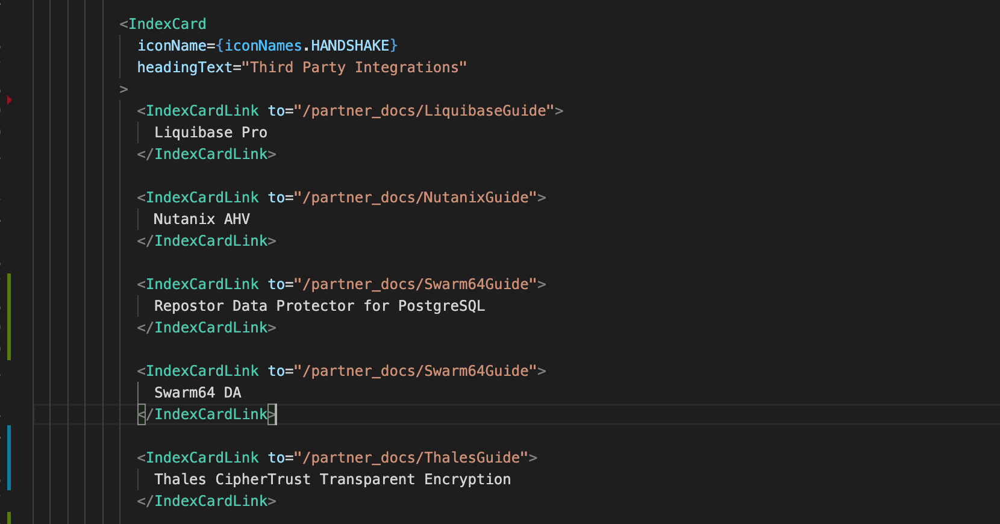 <IndexCard
iconName={iconNames.HANDSHAKE}
headingText="Third Party Integrations"
>
<IndexCardLink to="/partner_docs/LiquibaseGuide">
Liquibase Pro
</IndexCardLink>
<IndexCardLink to="/partner_docs/NutanixGuide">
Nutanix AHV
</IndexCardLink>
<IndexCardLink to="/partner_docs/Swarm64Guide">
Repostor Data Protector for PostgreSQL
</IndexCardLink>
<IndexCardLink to="/partner_docs/Swarm64Guide">
Swarm64 DA
</IndexCardLink>
<IndexCardLink to="/partner_docs/ThalesGuide">
Thales CipherTrust Transparent Encryption
</IndexCardLink>